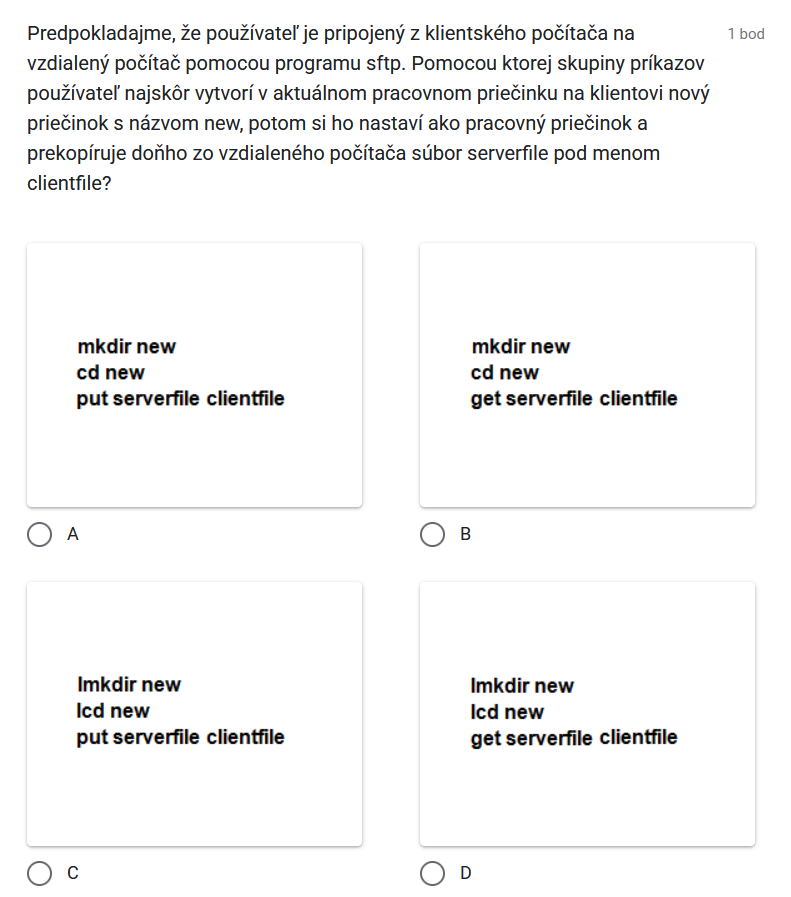 Predpokladajme, že používateľ je pripojený z klientského počítača na
1 bod
vzdialený počítač pomocou programu sftp. Pomocou ktorej skupiny príkazov
používateľ najskôr vytvorí v aktuálnom pracovnom priečinku na klientovi nový
priečinok s názvom new, potom si ho nastaví ako pracovný priečinok a
prekopíruje doňho zo vzdialeného počítača súbor serverfile pod menom
clientfile?
mkdir new
cd new
put serverfile clientfile
A
mkdir new
cd new
get serverfile clientfile
B
lmkdir new
lcd new
put serverfile clientfile
C
lmkdir new
lcd new
get serverfile clientfile
D